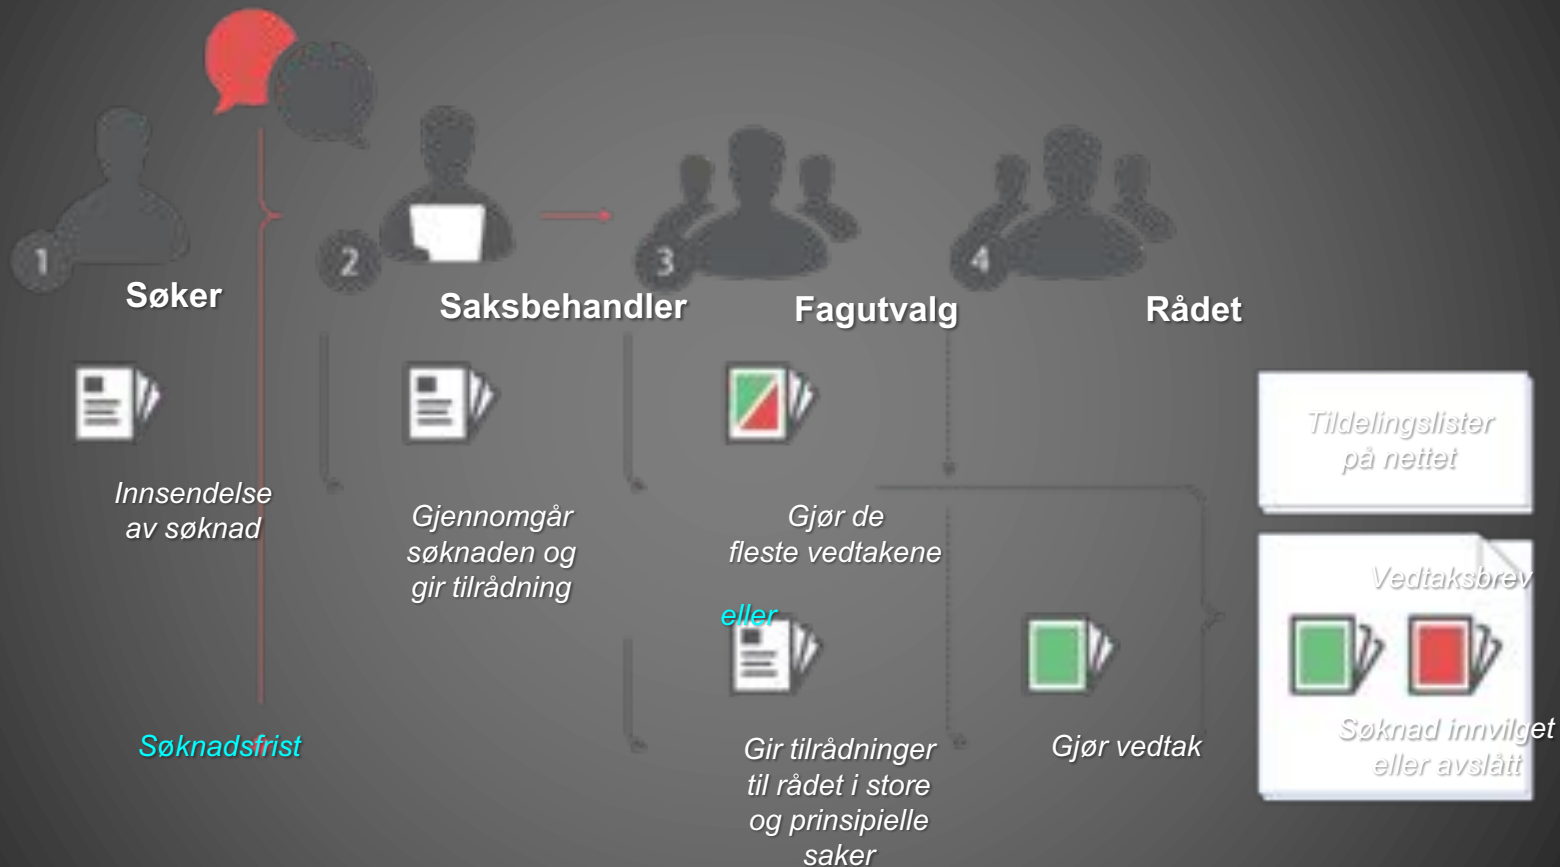 1
Søker
2
Saksbehandler
3
Fagutvalg
4
Rådet
Innsendelse
av søknad
Søknadsfrist
Gjennomgår
søknaden og
gir tilrådning
Gjør de
fleste vedtakene
eller
Gir tilrådninger
til rådet i store
og prinsipielle
saker
Gjør vedtak
Tildelingslister
på nettet
Vedtaksbrev
Søknad innvilget
eller avslått